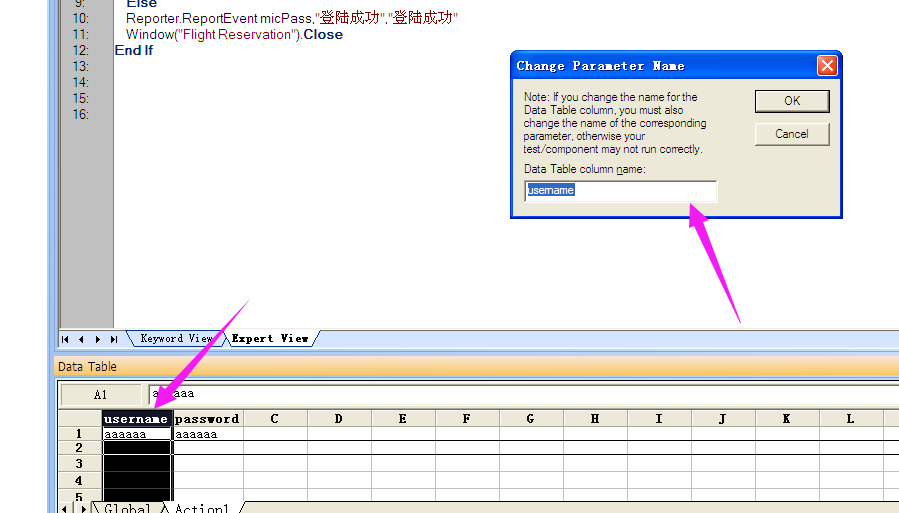 9: Else
10: Reporter.ReportEvent micPass,"登陆成功","登陆成功"
11: Window("Flight Reservation").Close
12: End If
13:
14:
15:
16:
Change Parameter Name
Note: If you change the name for the
Data Table column, you must also
change the name of the corresponding
parameter, otherwise your
test/component may not run correctly.
Data Table column name:
username
OK
Cancel
Keyword View Expert View
Data Table
A1
username password C D E F G H I J K L
1 aaaaaa aaaaaa
2
3
4
5
Global Action1